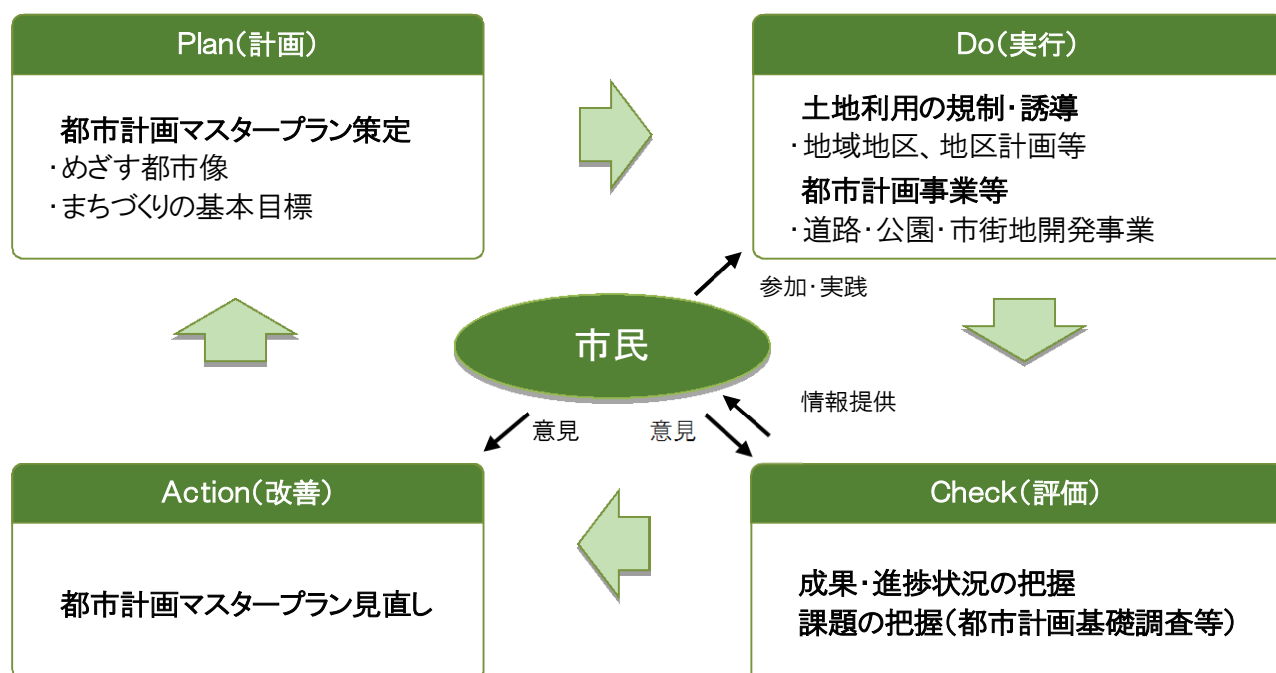 Plan(計画)
都市計画マスタープラン策定
・めざす都市像
・まちづくりの基本目標
Do(実行)
土地利用の規制・誘導
・地域地区、地区計画等
都市計画事業等
・道路・公園・市街地開発事業
参加・実践
市民
情報提供
意見
意見
Action(改善)
都市計画マスタープラン見直し
Check(評価)
成果・進捗状況の把握
課題の把握(都市計画基礎調査等)